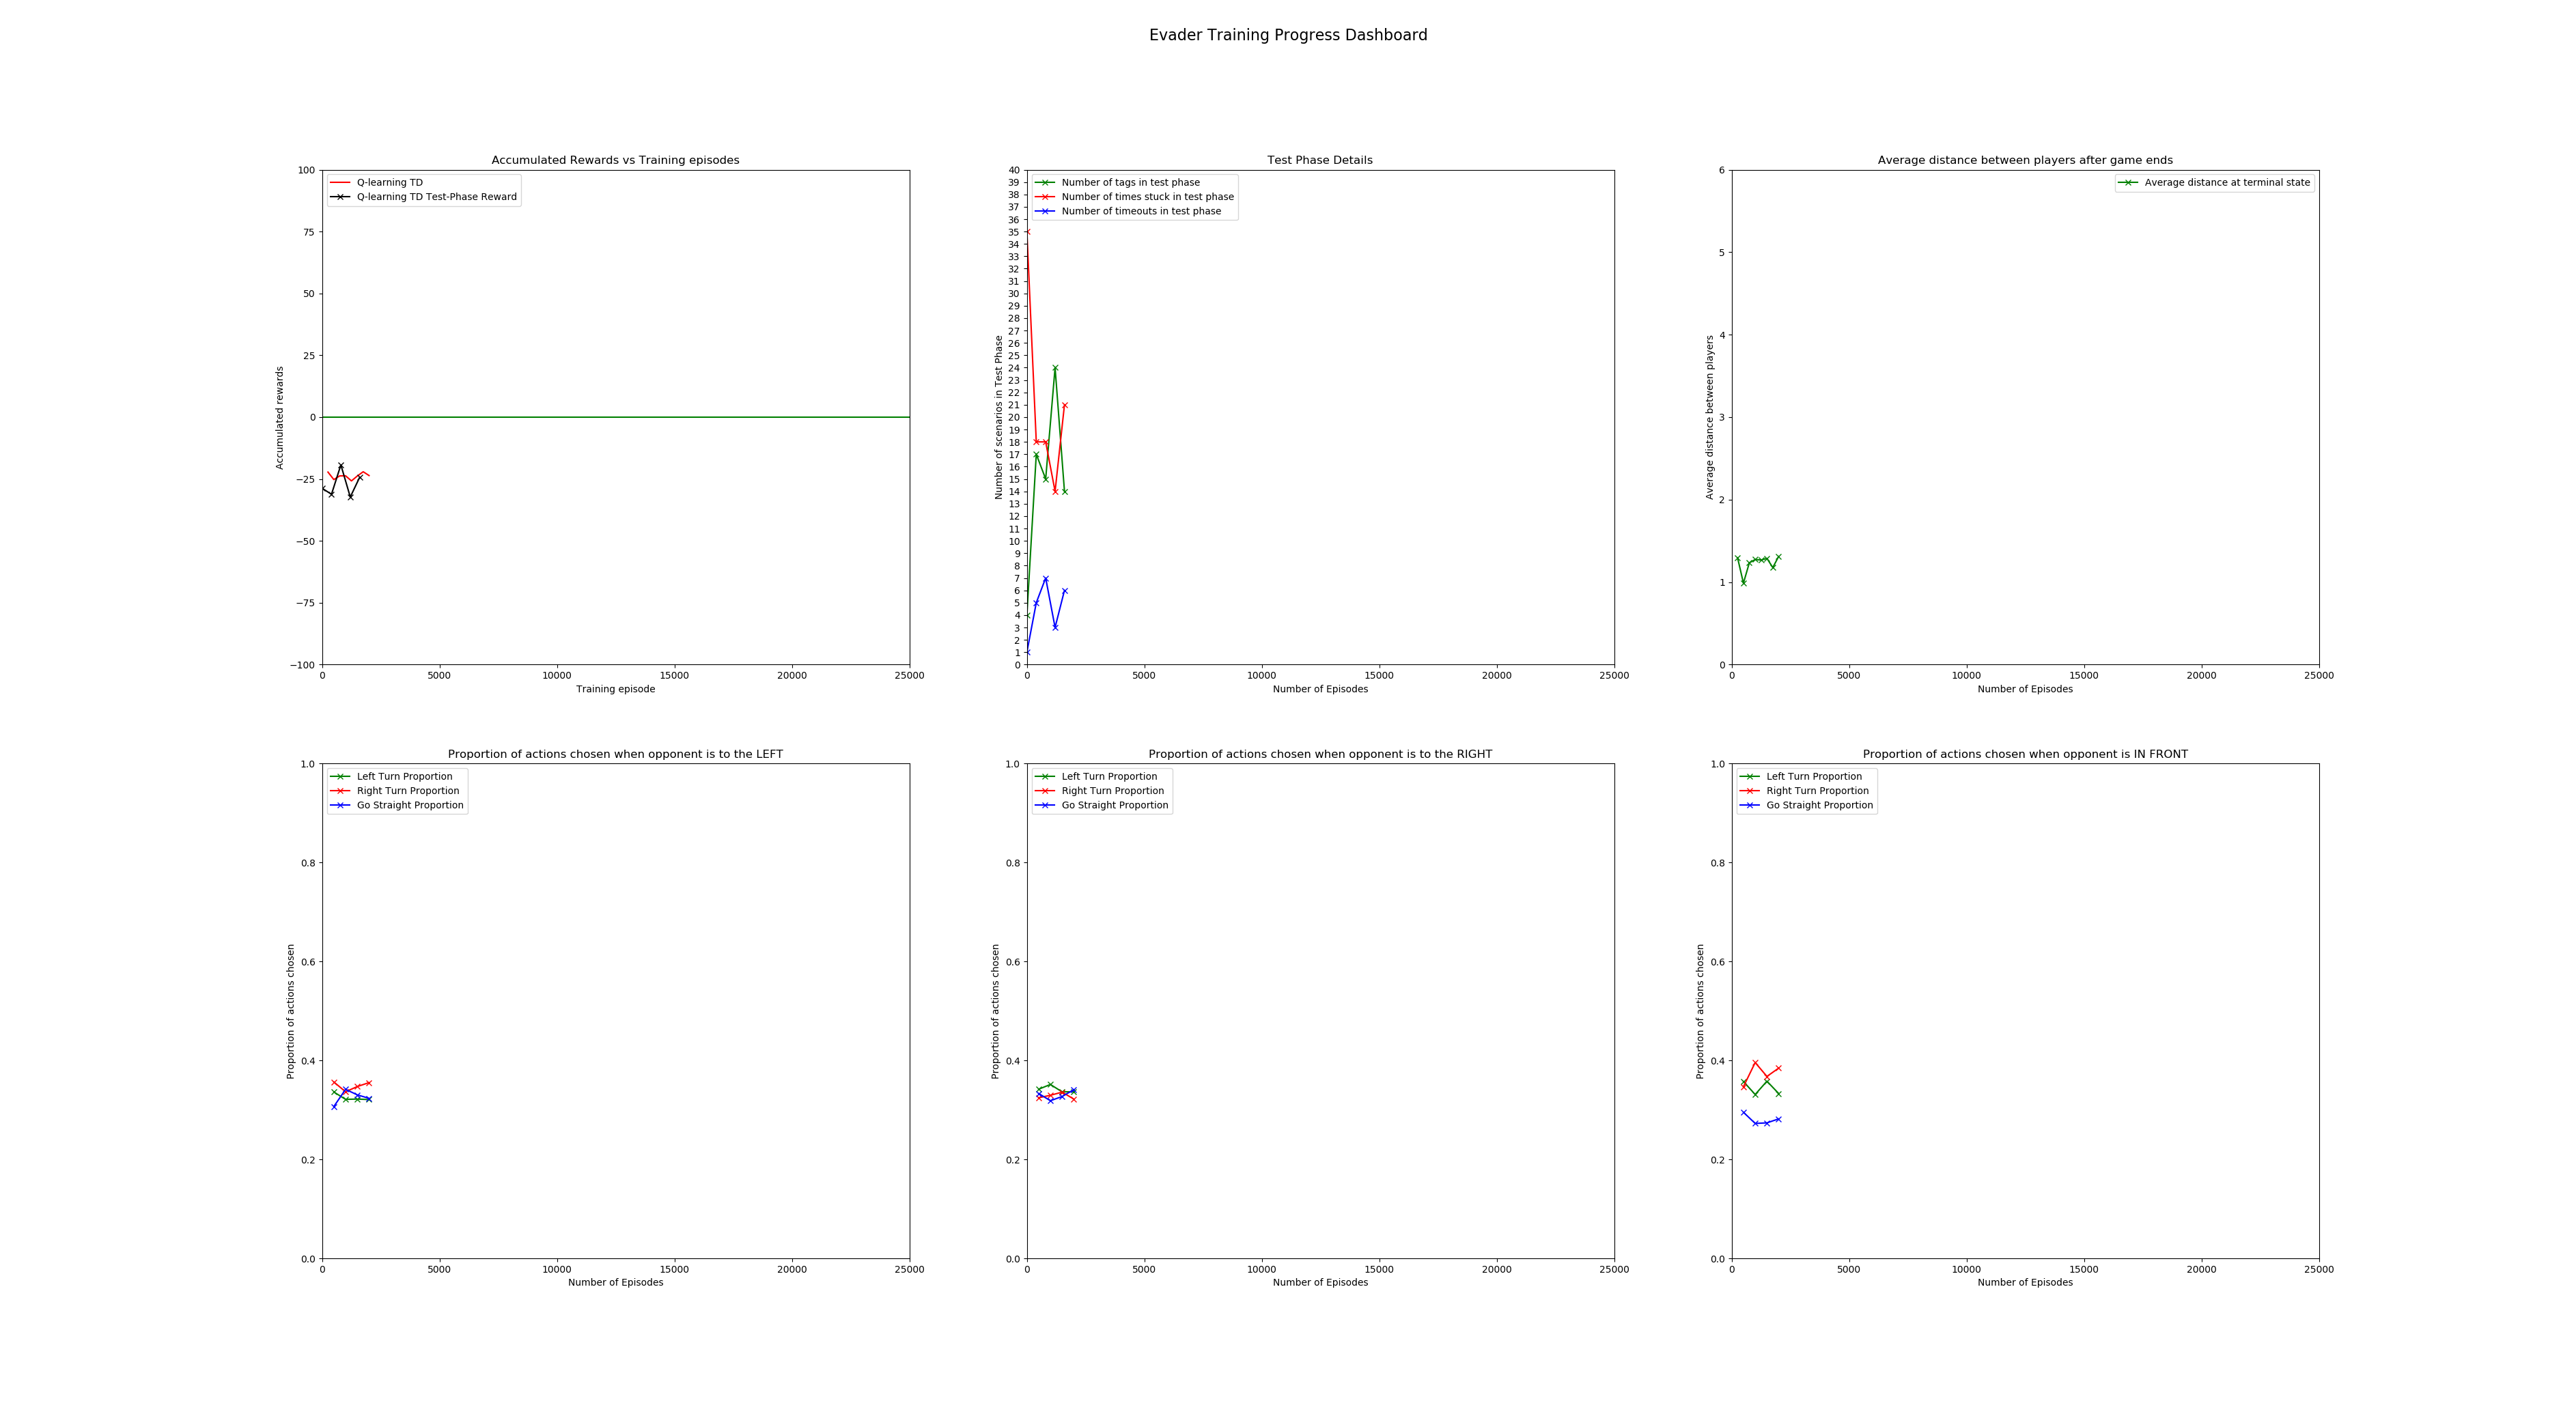 Evader Training Progress Dashboard
Accumulated Rewards vs Training episodes
Q-learning TD
Q-learning TD Test-Phase Reward
100
75
50
25
0
−25
−50
−75
−100
Accumulated rewards
0 5000 10000 15000 20000 25000
Training episode
Test Phase Details
Number of tags in test phase
Number of times stuck in test phase
Number of timeouts in test phase
40
39
38
37
36
35
34
33
32
31
30
29
28
27
26
25
24
23
22
21
20
19
18
17
16
15
14
13
12
11
10
9
8
7
6
5
4
3
2
1
0
Number of scenarios in Test Phase
0 5000 10000 15000 20000 25000
Number of Episodes
Average distance between players after game ends
Average distance at terminal state
6
5
4
3
2
1
0
Average distance between players
0 5000 10000 15000 20000 25000
Number of Episodes
Proportion of actions chosen when opponent is to the LEFT
Left Turn Proportion
Right Turn Proportion
Go Straight Proportion
1.0
0.8
0.6
0.4
0.2
0.0
Proportion of actions chosen
0 5000 10000 15000 20000 25000
Number of Episodes
Proportion of actions chosen when opponent is to the RIGHT
Left Turn Proportion
Right Turn Proportion
Go Straight Proportion
1.0
0.8
0.6
0.4
0.2
0.0
Proportion of actions chosen
0 5000 10000 15000 20000 25000
Number of Episodes
Proportion of actions chosen when opponent is IN FRONT
Left Turn Proportion
Right Turn Proportion
Go Straight Proportion
1.0
0.8
0.6
0.4
0.2
0.0
Proportion of actions chosen
0 5000 10000 15000 20000 25000
Number of Episodes